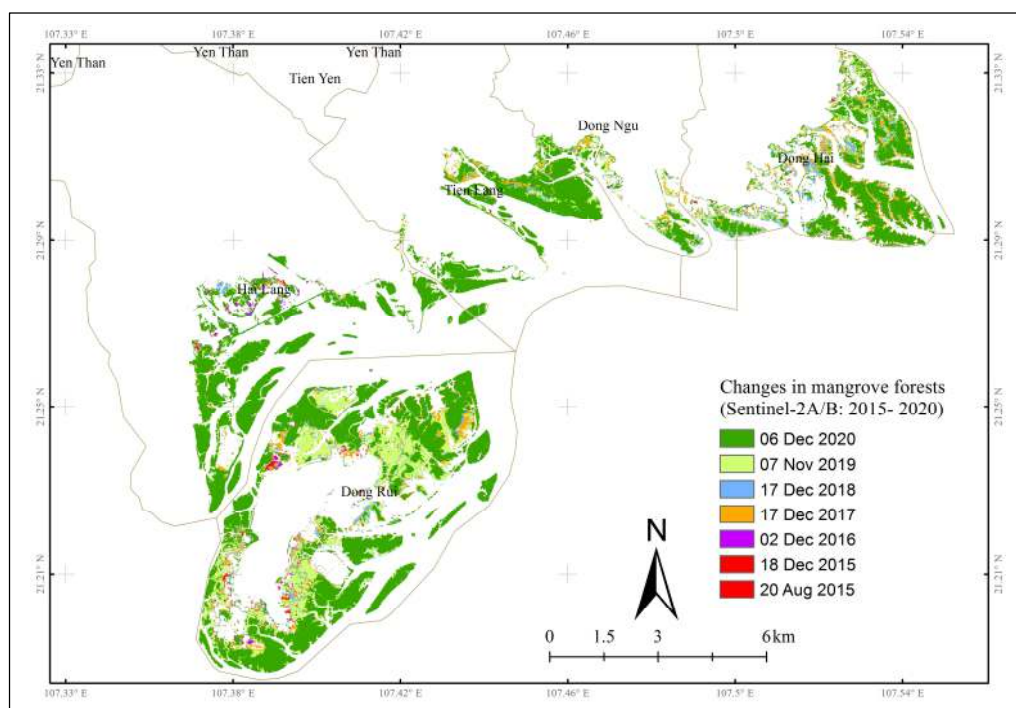 107.33° E 107.38° E 107.42° E 107.46° E 107.5° E 107.54° E
Yen Than Yen Than Yen Than
Tien Yen
21.33° N 21.33° N
Dong Ngu
Dong Hai
Tien Lang
21.29° N 21.29° N
Hai Lang
21.25° N 21.25° N
Changes in mangrove forests
(Sentinel-2A/B: 2015- 2020)
06 Dec 2020
07 Nov 2019
17 Dec 2018
17 Dec 2017
02 Dec 2016
18 Dec 2015
20 Aug 2015
Dong Rui
N
21.21° N 21.21° N
0 1.5 3 6km
107.33° E 107.38° E 107.42° E 107.46° E 107.5° E 107.54° E